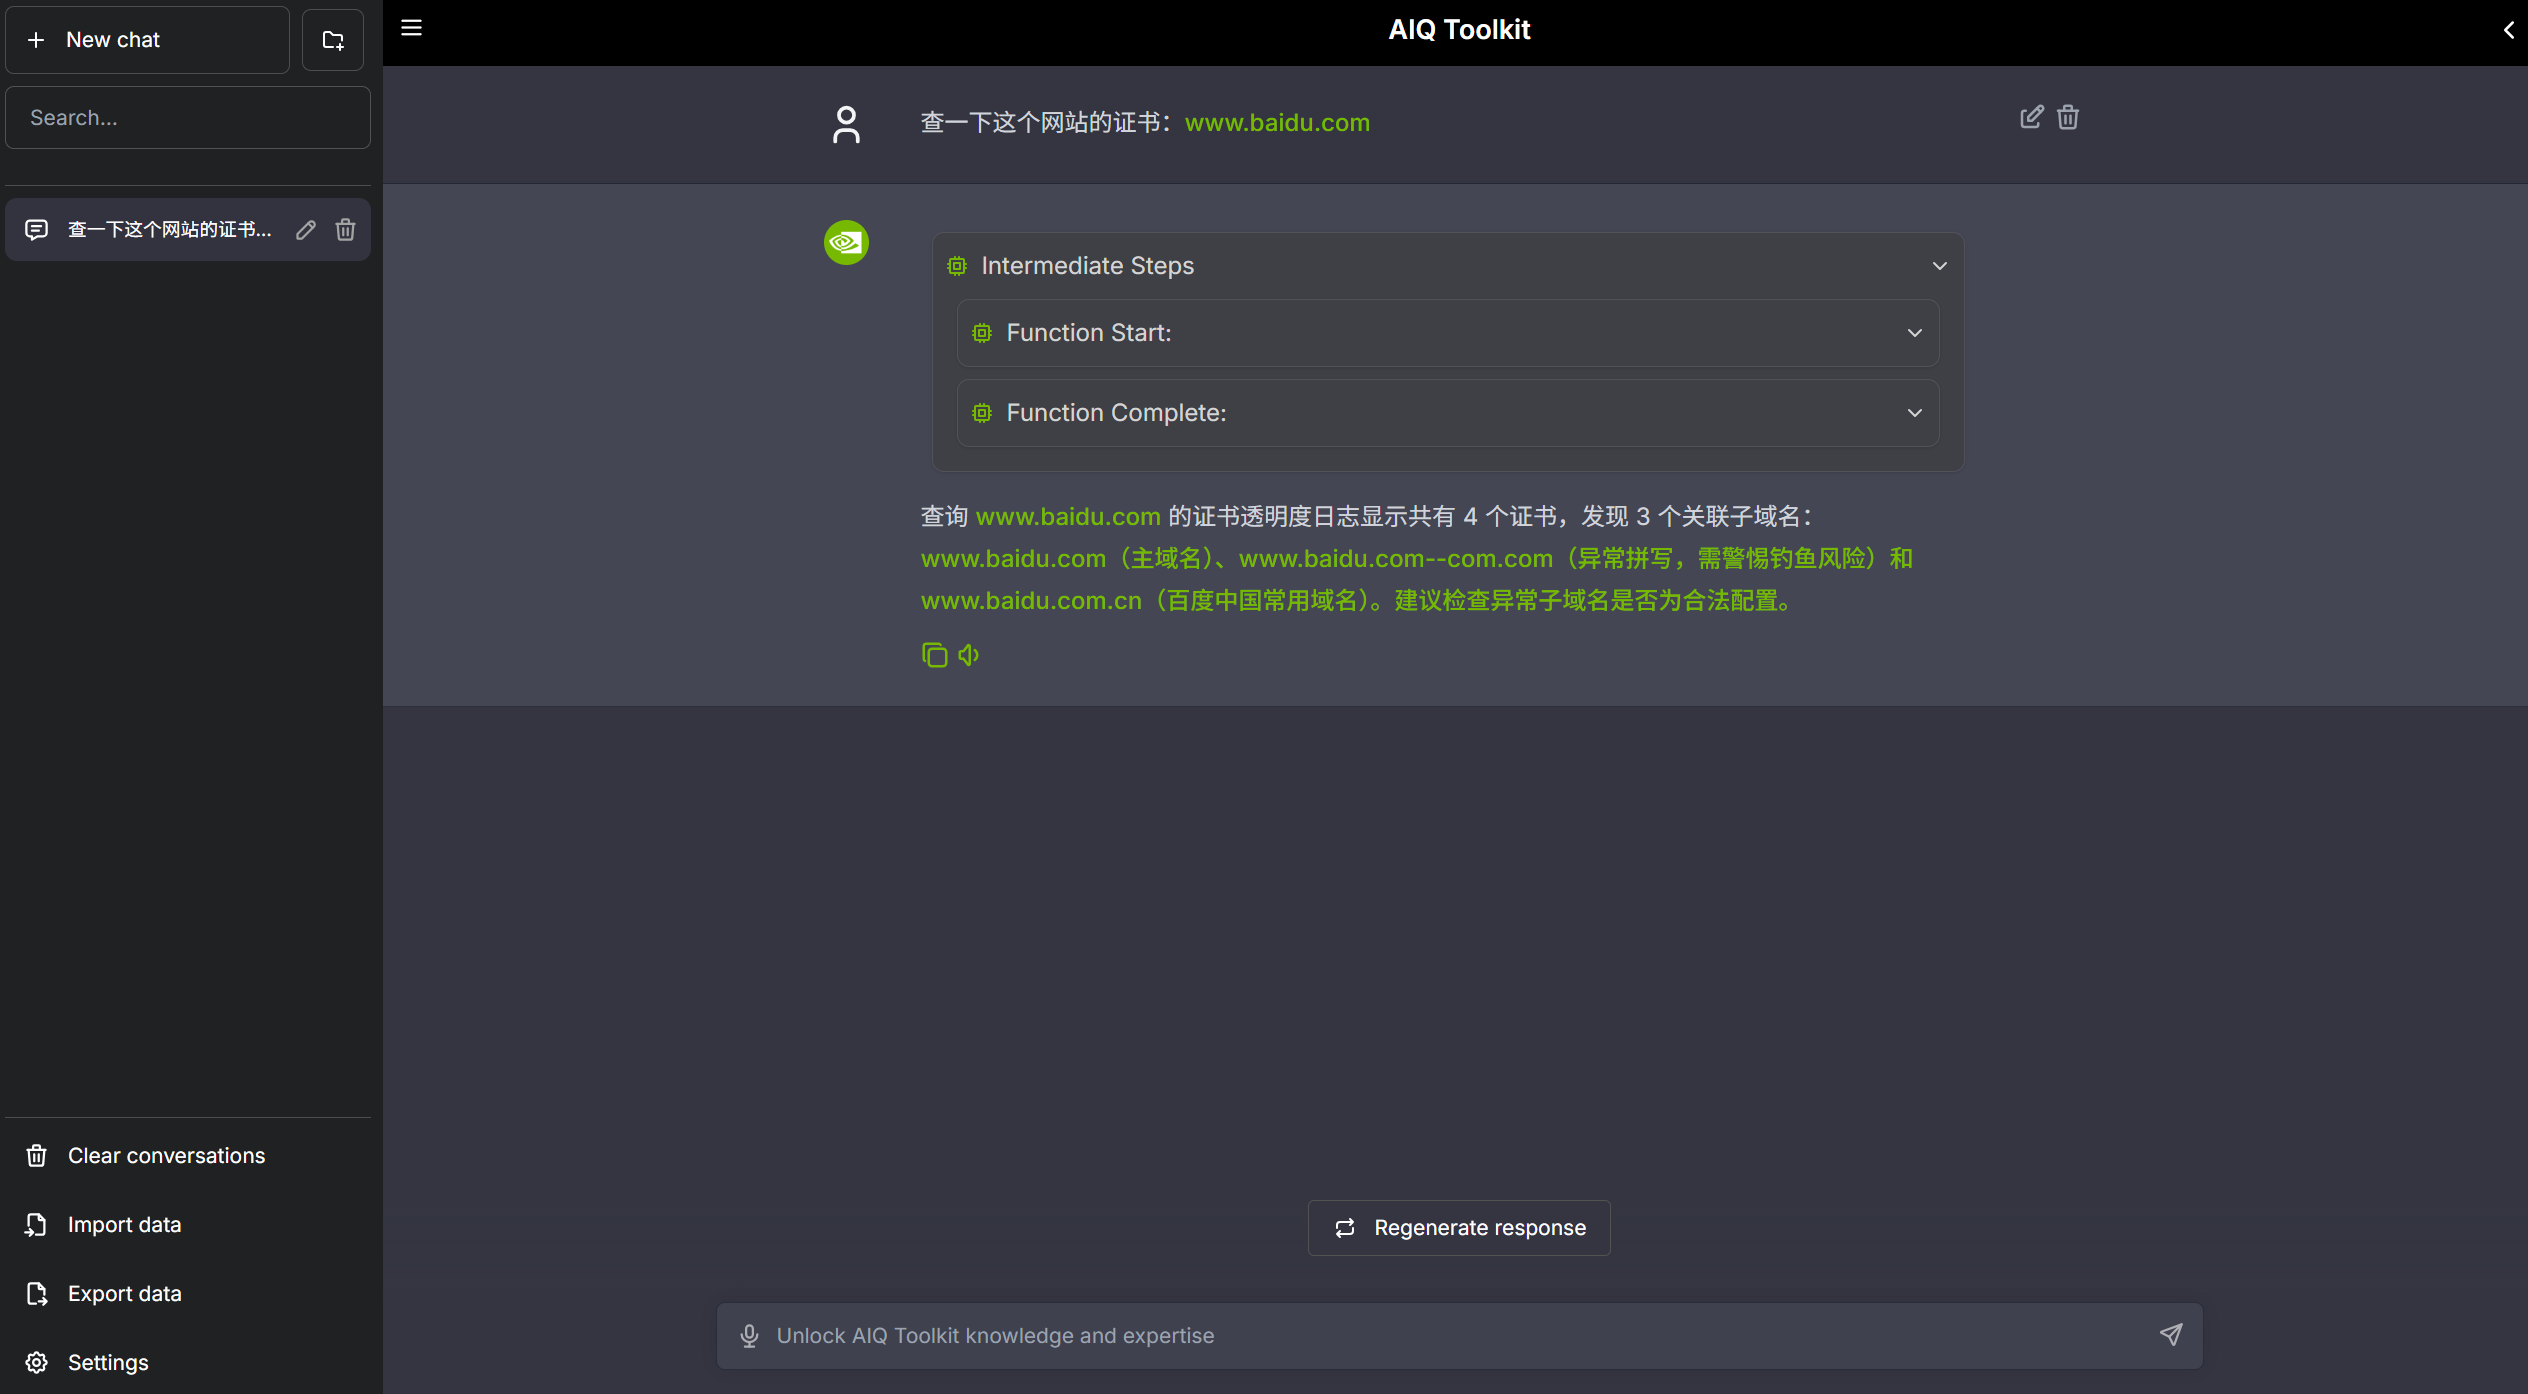 New chat
Search...
查一下这个网站的证书...
Clear conversations
Import data
Export data
Settings
AIQ Toolkit
查一下这个网站的证书：www.baidu.com
Intermediate Steps
Function Start:
Function Complete:
查询 www.baidu.com 的证书透明度日志显示共有 4 个证书，发现 3 个关联子域名：
www.baidu.com（主域名）、www.baidu.com--com.com（异常拼写，需警惕钓鱼风险）和
www.baidu.com.cn（百度中国常用域名）。建议检查异常子域名是否为合法配置。
Regenerate response
Unlock AIQ Toolkit knowledge and expertise